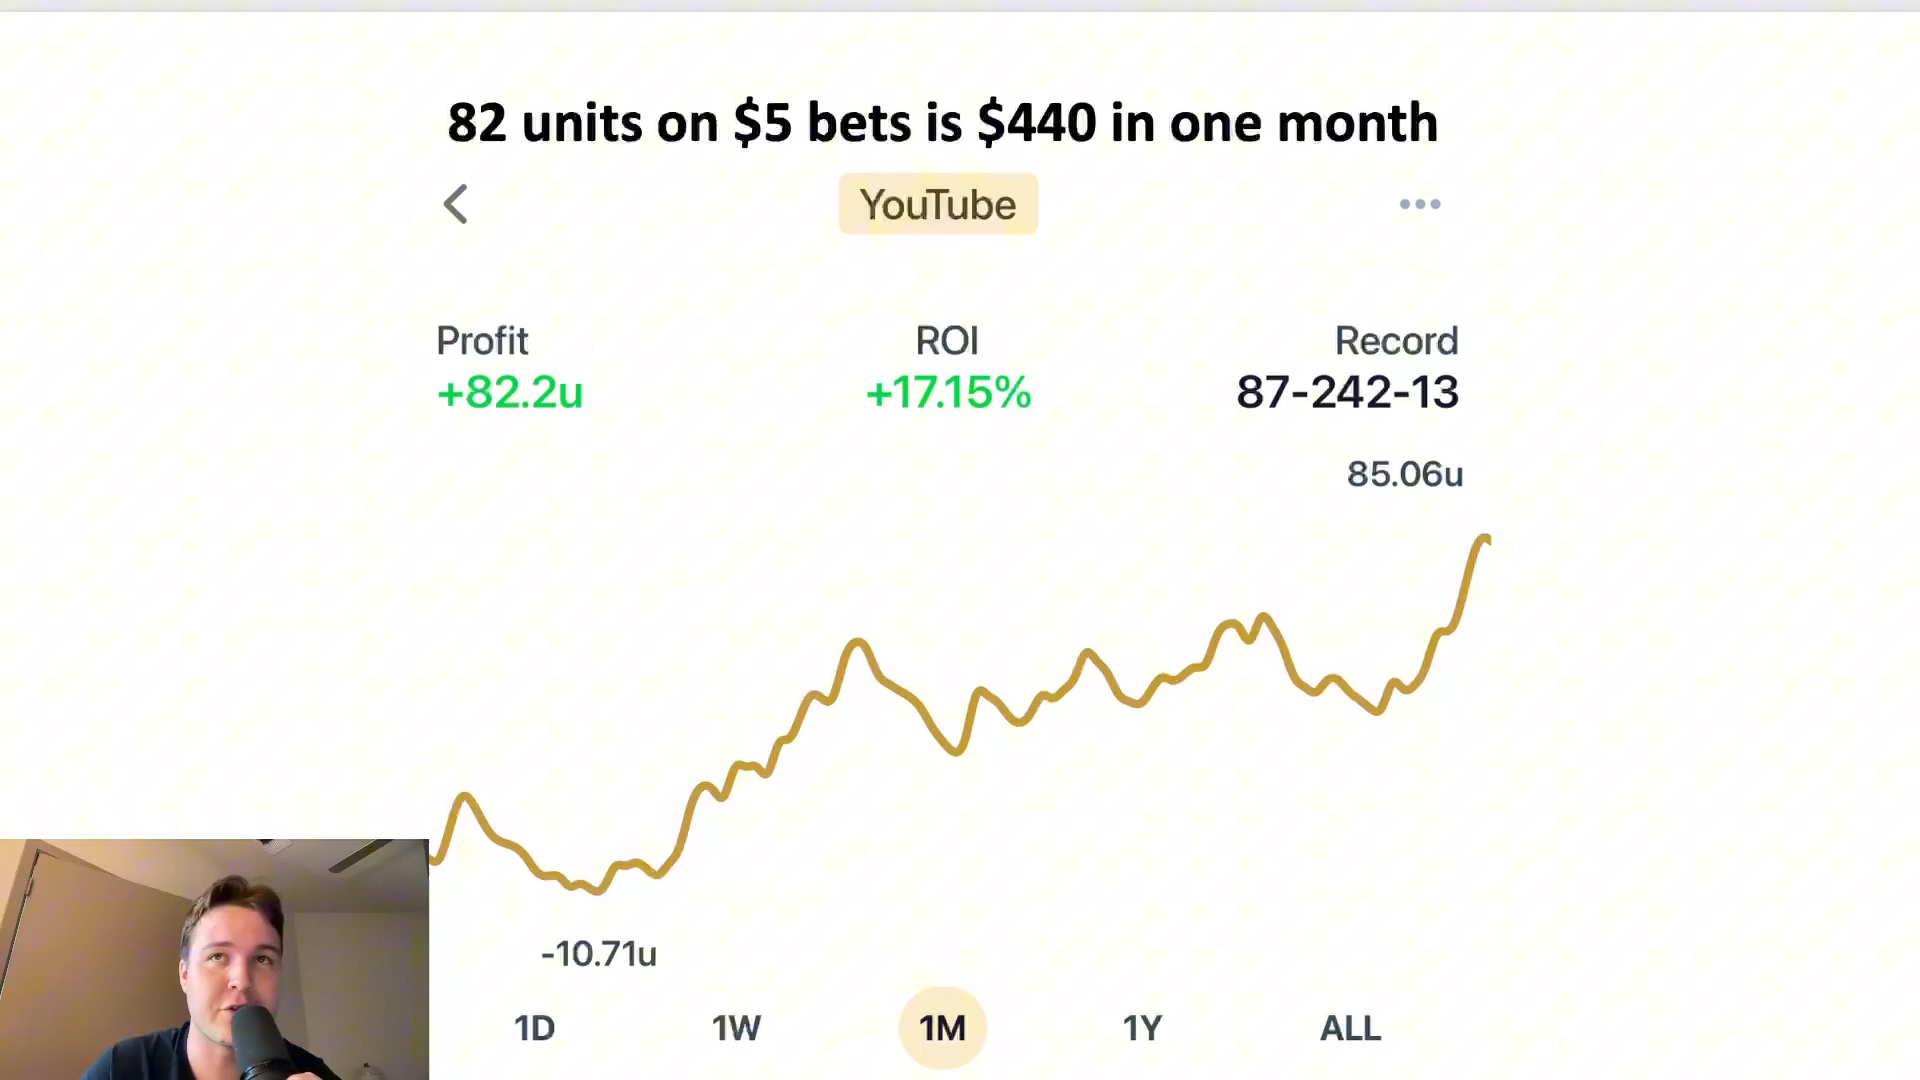 82 units on $5 bets is $440 in one month
YouTube
Profit
ROI
Record
+82.2u
+17.15%
87-242-13
85.06u
-10.71u
1D
1W
1M
1Y
ALL